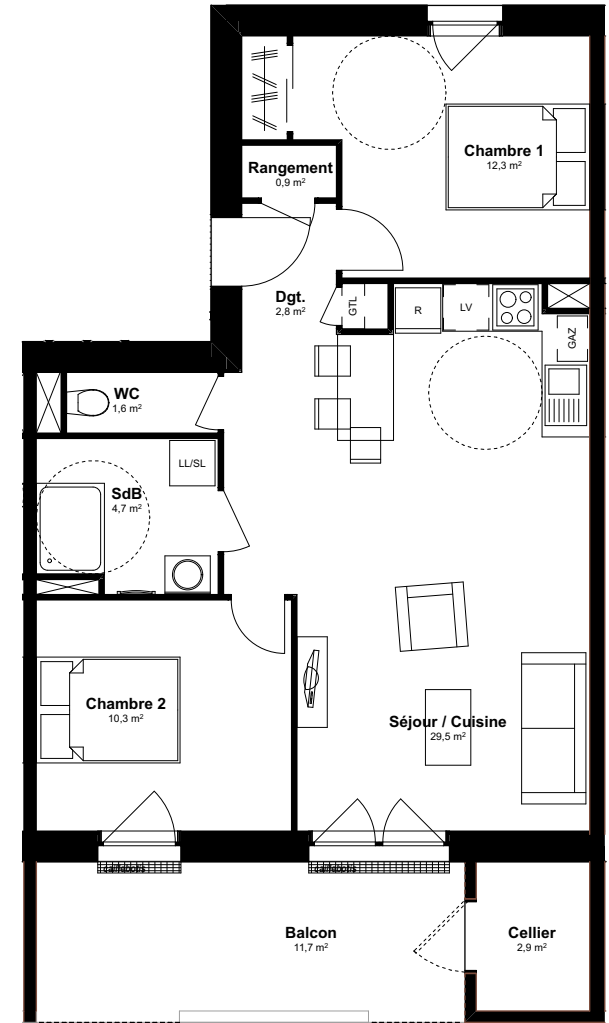 Chambre 1
12,3 m²
Rangement
0,9 m²
Dgt.
2,8 m²
GTL
R
LV
GAZ
WC
1,6 m²
LL/SL
SdB
4,7 m²
Chambre 2
10,3 m²
Séjour / Cuisine
29,5 m²
caillebotis
caillebotis
Balcon
11,7 m²
Cellier
2,9 m²